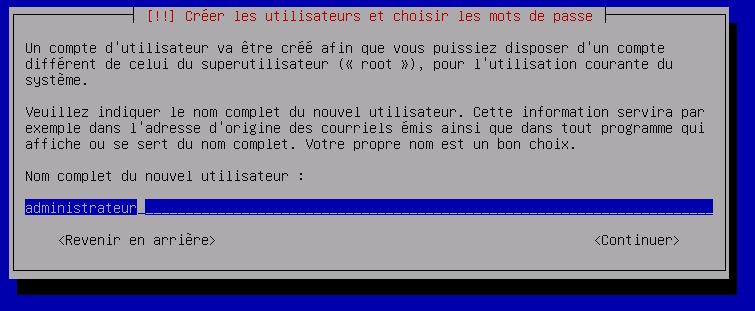 [!!] Créer les utilisateurs et choisir les mots de passe
Un compte d'utilisateur va être créé afin que vous puissiez disposer d'un compte
différent de celui du superutilisateur (« root »), pour l'utilisation courante du
système.
Veuillez indiquer le nom complet du nouvel utilisateur. Cette information servira par
exemple dans l'adresse d'origine des courriels émis ainsi que dans tout programme qui
affiche ou se sert du nom complet. Votre propre nom est un bon choix.
Nom complet du nouvel utilisateur :
administrateur
<Revenir en arrière> <Continuer>